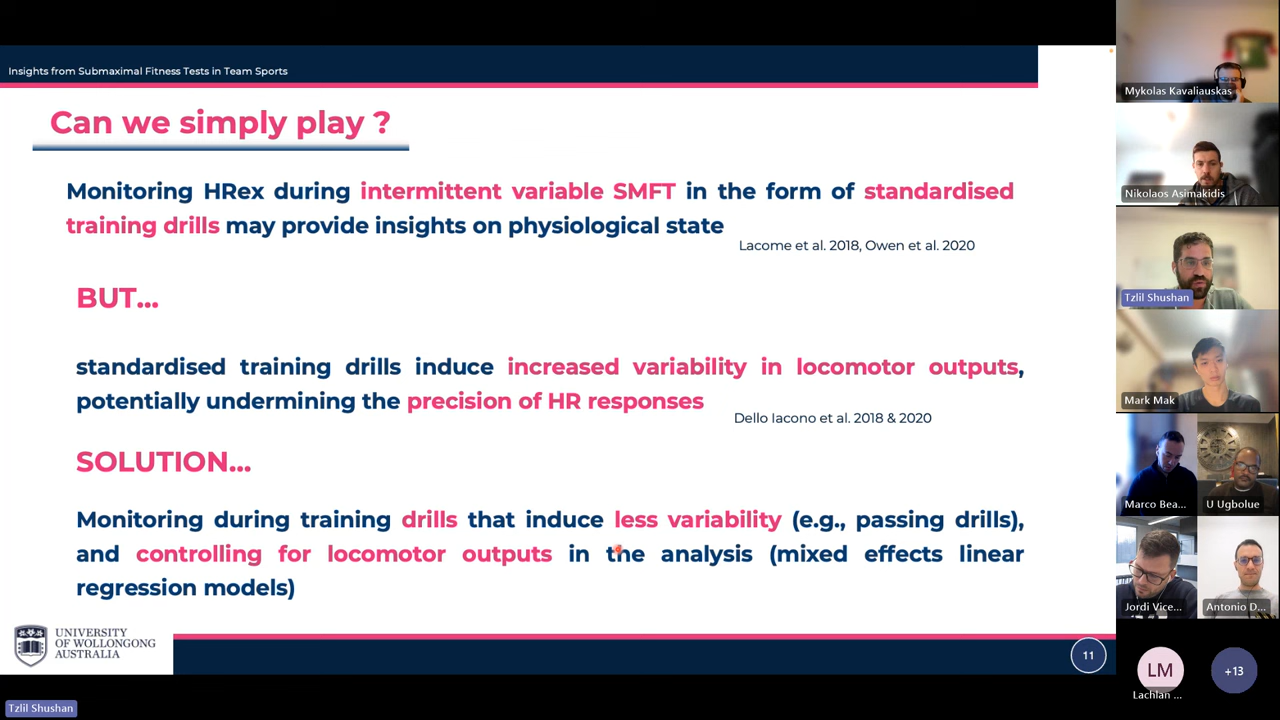 Insights from Submaximal Fitness Tests in Team Sports
Can we simply play ?
Monitoring HRex during intermittent variable SMFT in the form of standardised
training drills may provide insights on physiological state
Lacome et al. 2018, Owen et al. 2020
BUT...
standardised training drills induce increased variability in locomotor outputs,
potentially undermining the precision of HR responses
Dello Iacono et al. 2018 & 2020
SOLUTION...
Monitoring during training drills that induce less variability (e.g., passing drills),
and controlling for locomotor outputs in the analysis (mixed effects linear
regression models)
UNIVERSITY
OF WOLLONGONG
AUSTRALIA
11
Tzlil Shushan
Mykolas Kavaliauskas
Nikolaos Asimakidis
Tzlil Shushan
Mark Mak
Marco Bea...
U Ugbolue
Jordi Vice...
Antonio D...
LM
Lachlan ...
+13